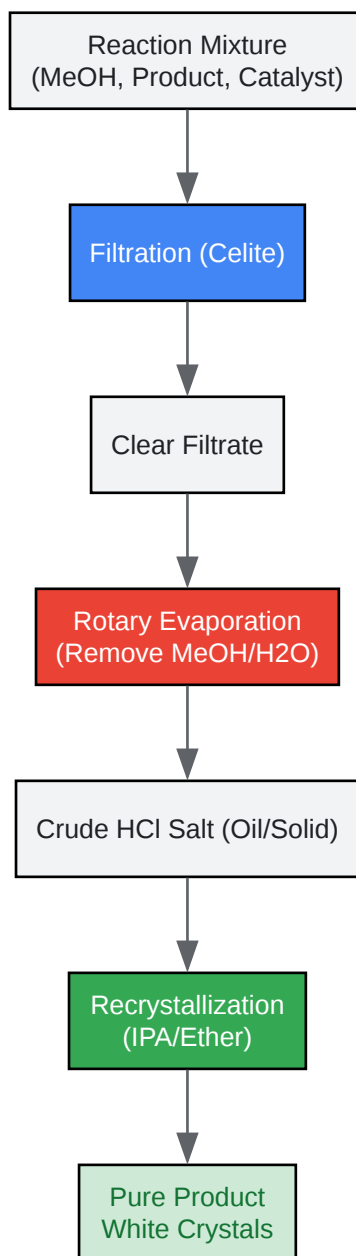 Reaction Mixture
(MeOH, Product, Catalyst)
Filtration (Celite)
Clear Filtrate
Rotary Evaporation
(Remove MeOH/H2O)
Crude HCl Salt (Oil/Solid)
Recrystallization
(IPA/Ether)
Pure Product
White Crystals